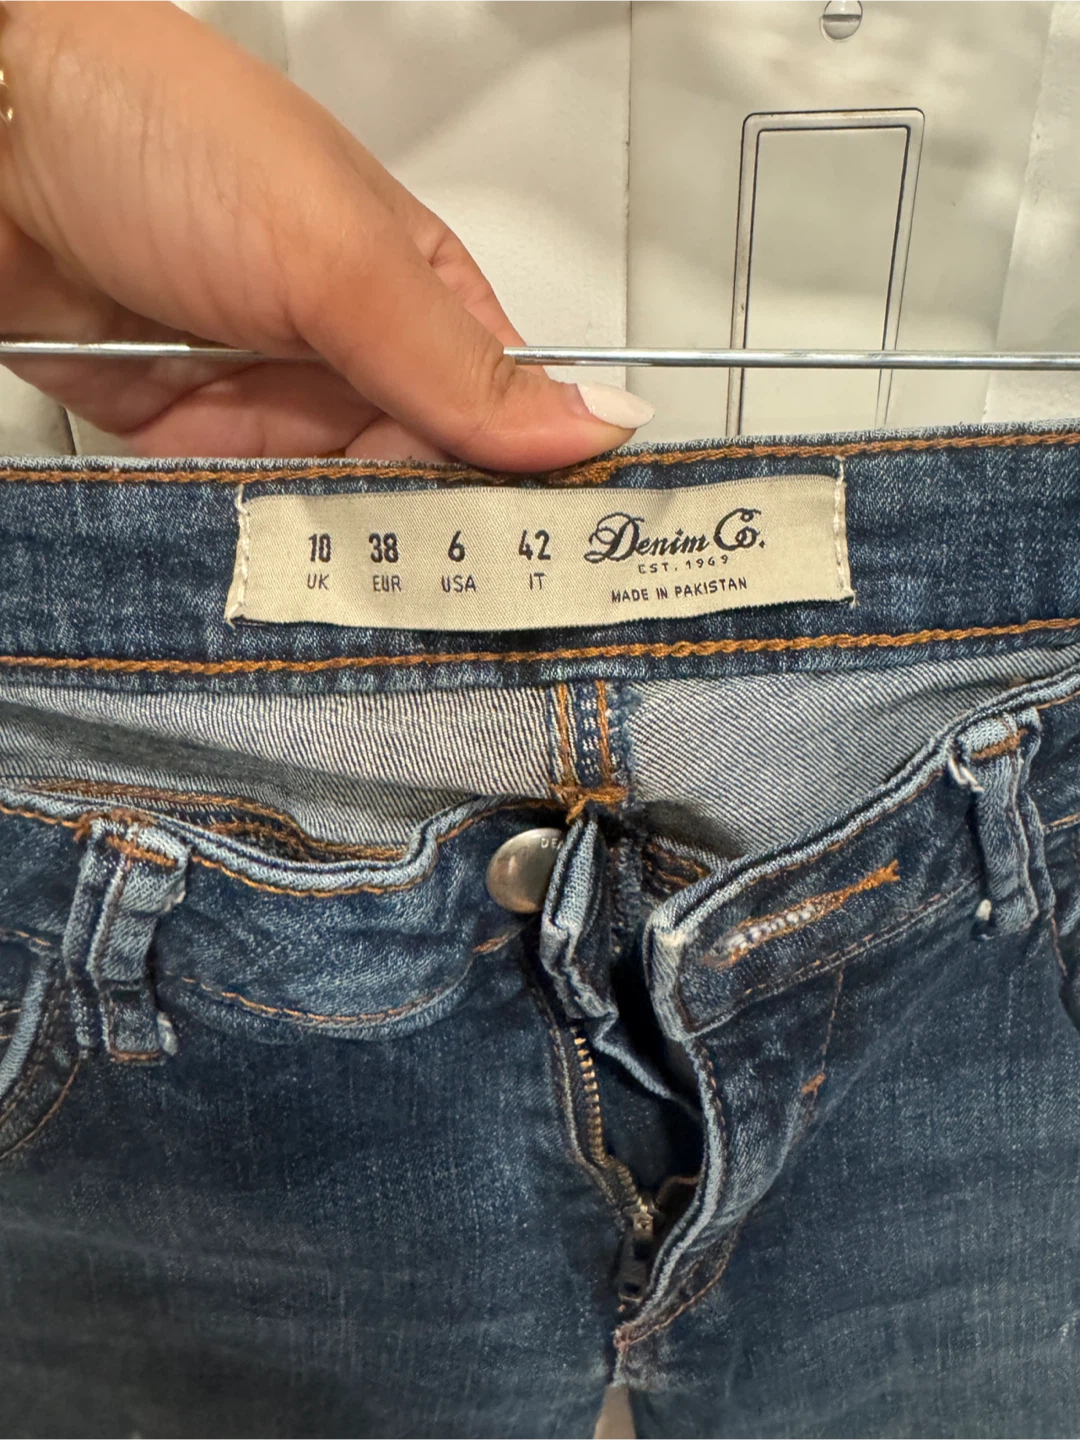 10 38 6 42
UK EUR USA IT
Denim Co.
EST. 1969
MADE IN PAKISTAN